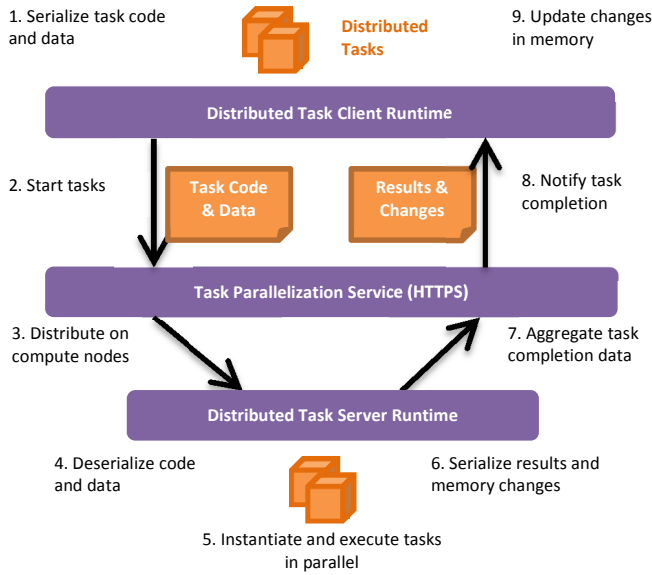 1. Serialize task code
and data
Distributed
Tasks
9. Update changes
in memory
Distributed Task Client Runtime
2. Start tasks
Task Code
& Data
Results &
Changes
8. Notify task
completion
Task Parallelization Service (HTTPS)
3. Distribute on
compute nodes
7. Aggregate task
completion data
Distributed Task Server Runtime
4. Deserialize code
and data
6. Serialize results and
memory changes
5. Instantiate and execute tasks
in parallel